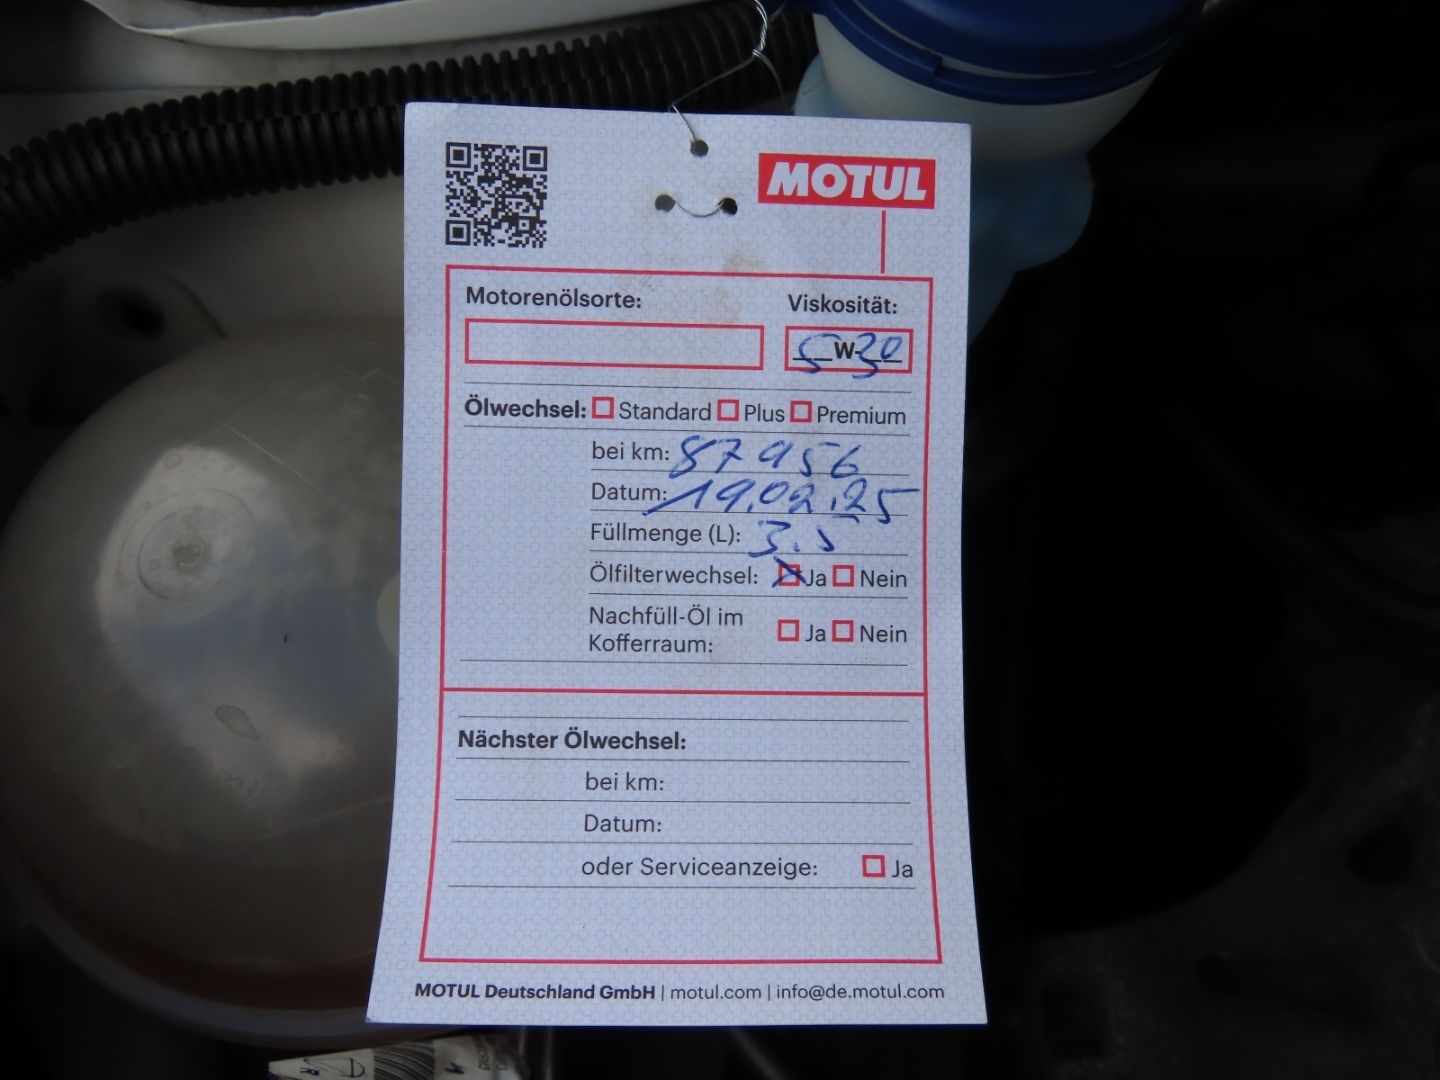 MOTUL
Motorenölsorte:
Viskosität:
5W-30
Ölwechsel: Standard Plus Premium
bei km: 87956
Datum: 19.02.25
Füllmenge (L): 3.5
Ölfilterwechsel: Ja Nein
Nachfüll-Öl im
Kofferraum: Ja Nein
Nächster Ölwechsel:
bei km:
Datum:
oder Serviceanzeige: Ja
MOTUL Deutschland GmbH | motul.com | info@de.motul.com